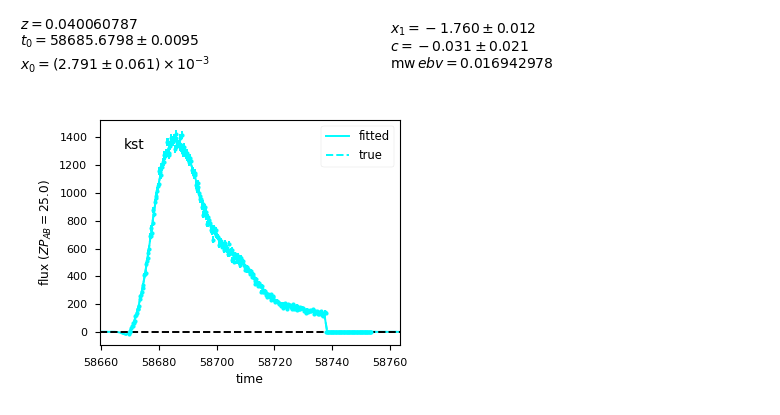 z = 0.040060787
t₀ = 58685.6798 ± 0.0095
x₀ = (2.791 ± 0.061) × 10⁻³
x₁ = −1.760 ± 0.012
c = −0.031 ± 0.021
mwebv = 0.016942978
kst
fitted
true
flux (ZP_AB = 25.0)
1400
1200
1000
800
600
400
200
0
58660 58680 58700 58720 58740 58760
time